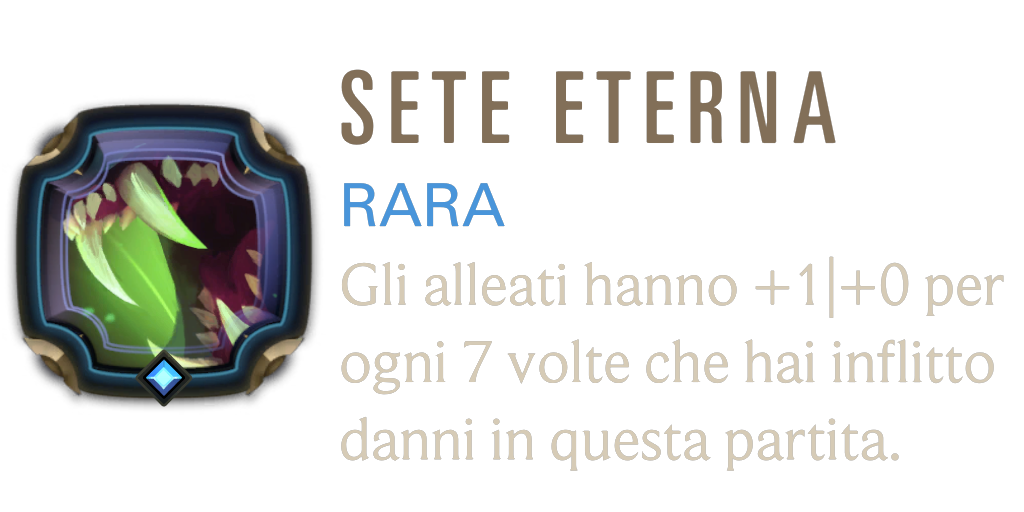 SETE ETERNA
RARA
Gli alleati hanno +1|+0 per
ogni 7 volte che hai inflitto
danni in questa partita.